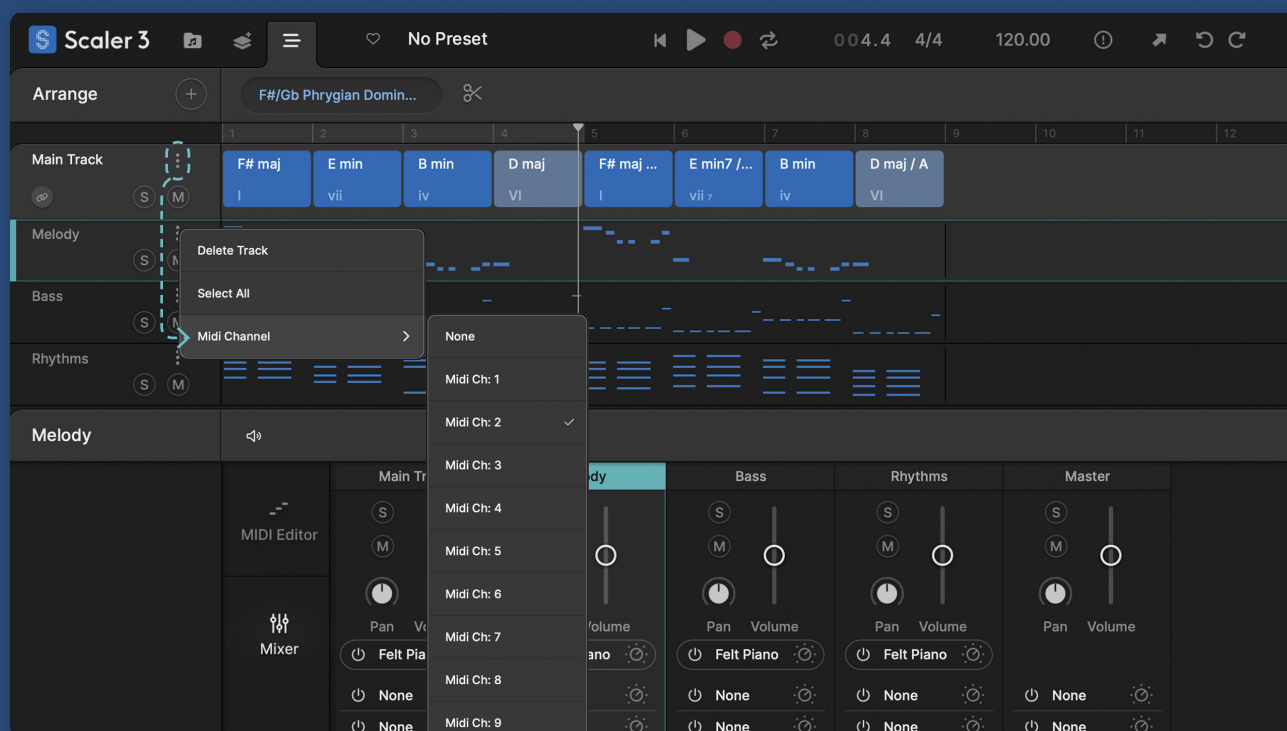 Scaler 3
No Preset
004.4 4/4 120.00
Arrange
F#/Gb Phrygian Domin...
1 2 3 4 5 6 7 8 9 10 11 12
Main Track
F# maj E min B min D maj F# maj ... E min7 /... B min D maj / A
S M
I vii iv VI I vii 7 iv VI
Melody
S
Delete Track
Select All
Bass
S
Midi Channel
None
Rhythms
S M
Midi Ch: 1
Midi Ch: 2
Melody
Midi Ch: 3
Main Tr
dy
Bass
Rhythms
Master
Midi Ch: 4
S S S S
MIDI Editor
M M M M
Midi Ch: 5
Midi Ch: 6
Pan
Volume
Pan Volume
Pan Volume
Pan Volume
Midi Ch: 7
Mixer
Felt Pia
ano
Felt Piano
Felt Piano
Midi Ch: 8
None
None
None
None
Midi Ch: 9
None
None
None
None